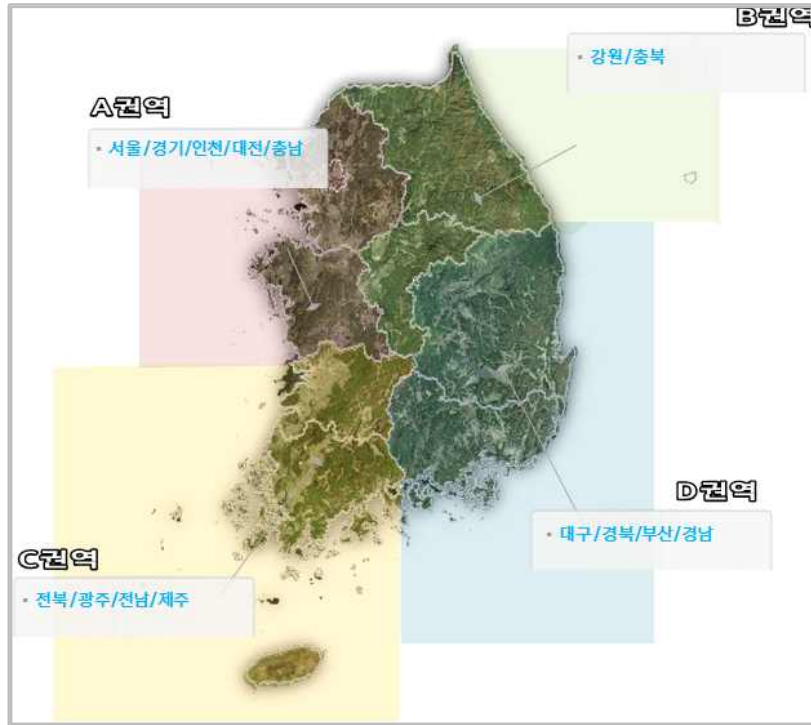 B권역
강원/충북
A권역
서울/경기/인천/대전/충남
D권역
대구/경북/부산/경남
C권역
전북/광주/전남/제주